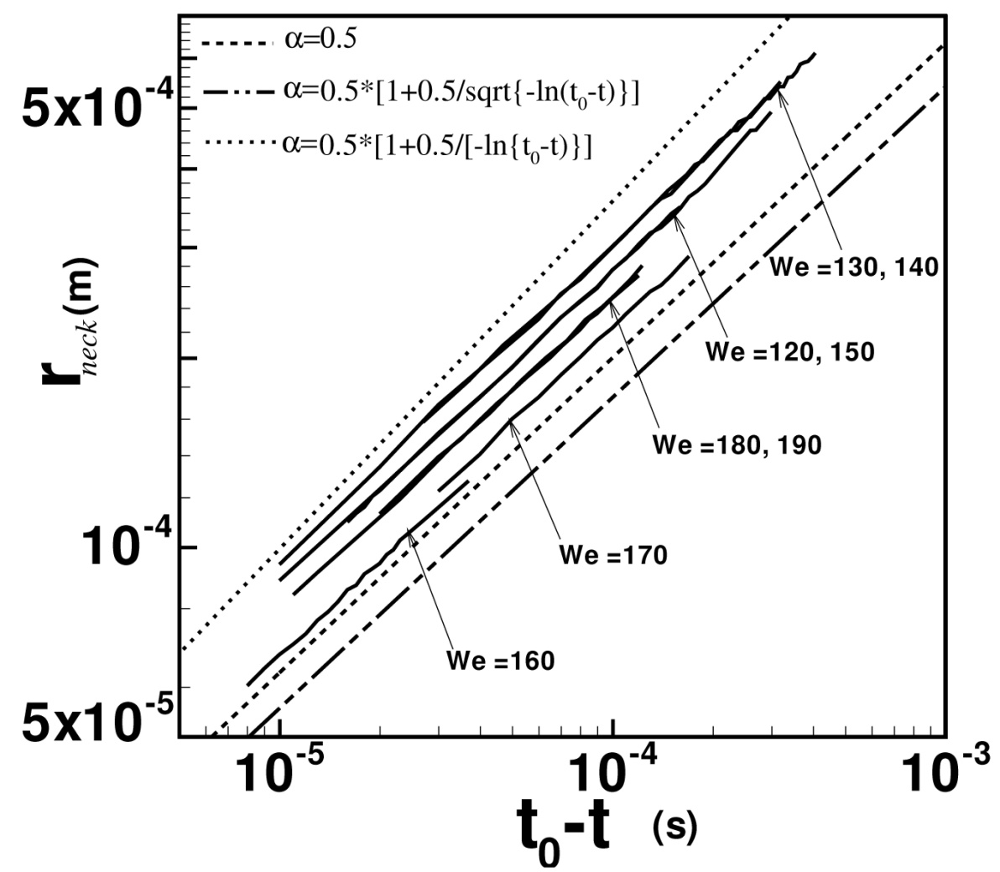 α=0.5
α=0.5*[1+0.5/sqrt{-ln(t0-t)}]
α=0.5*[1+0.5/[-ln{t0-t)}]
5x10-4
10-4
5x10-5
rneck(m)
We =130, 140
We =120, 150
We =180, 190
We =170
We =160
10-5
10-4
10-3
t0-t (s)